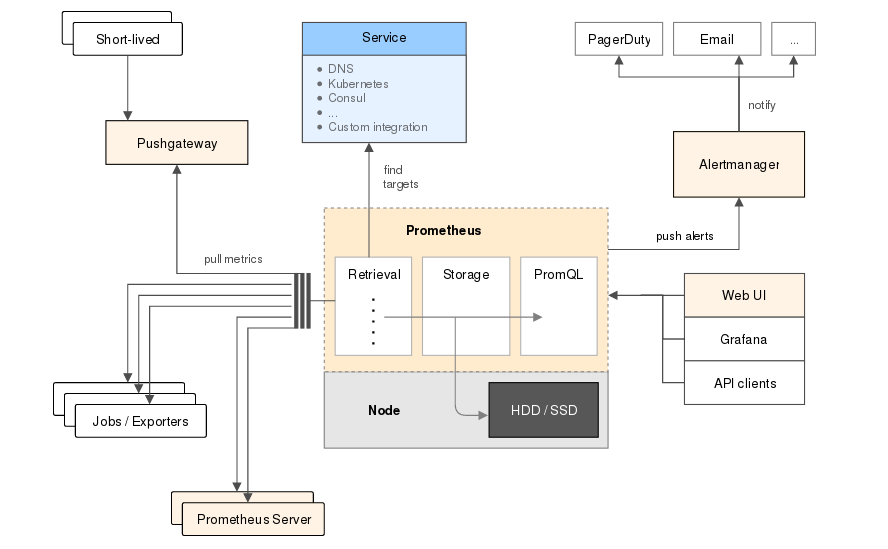 Short-lived
Pushgateway
pull metrics
Jobs / Exporters
Prometheus Server
Service
• DNS
• Kubernetes
• Consul
• ...
• Custom integration
find
targets
Prometheus
Retrieval
Storage
PromQL
Node
HDD / SSD
PagerDuty
Email
...
notify
Alertmanager
push alerts
Web UI
Grafana
API clients